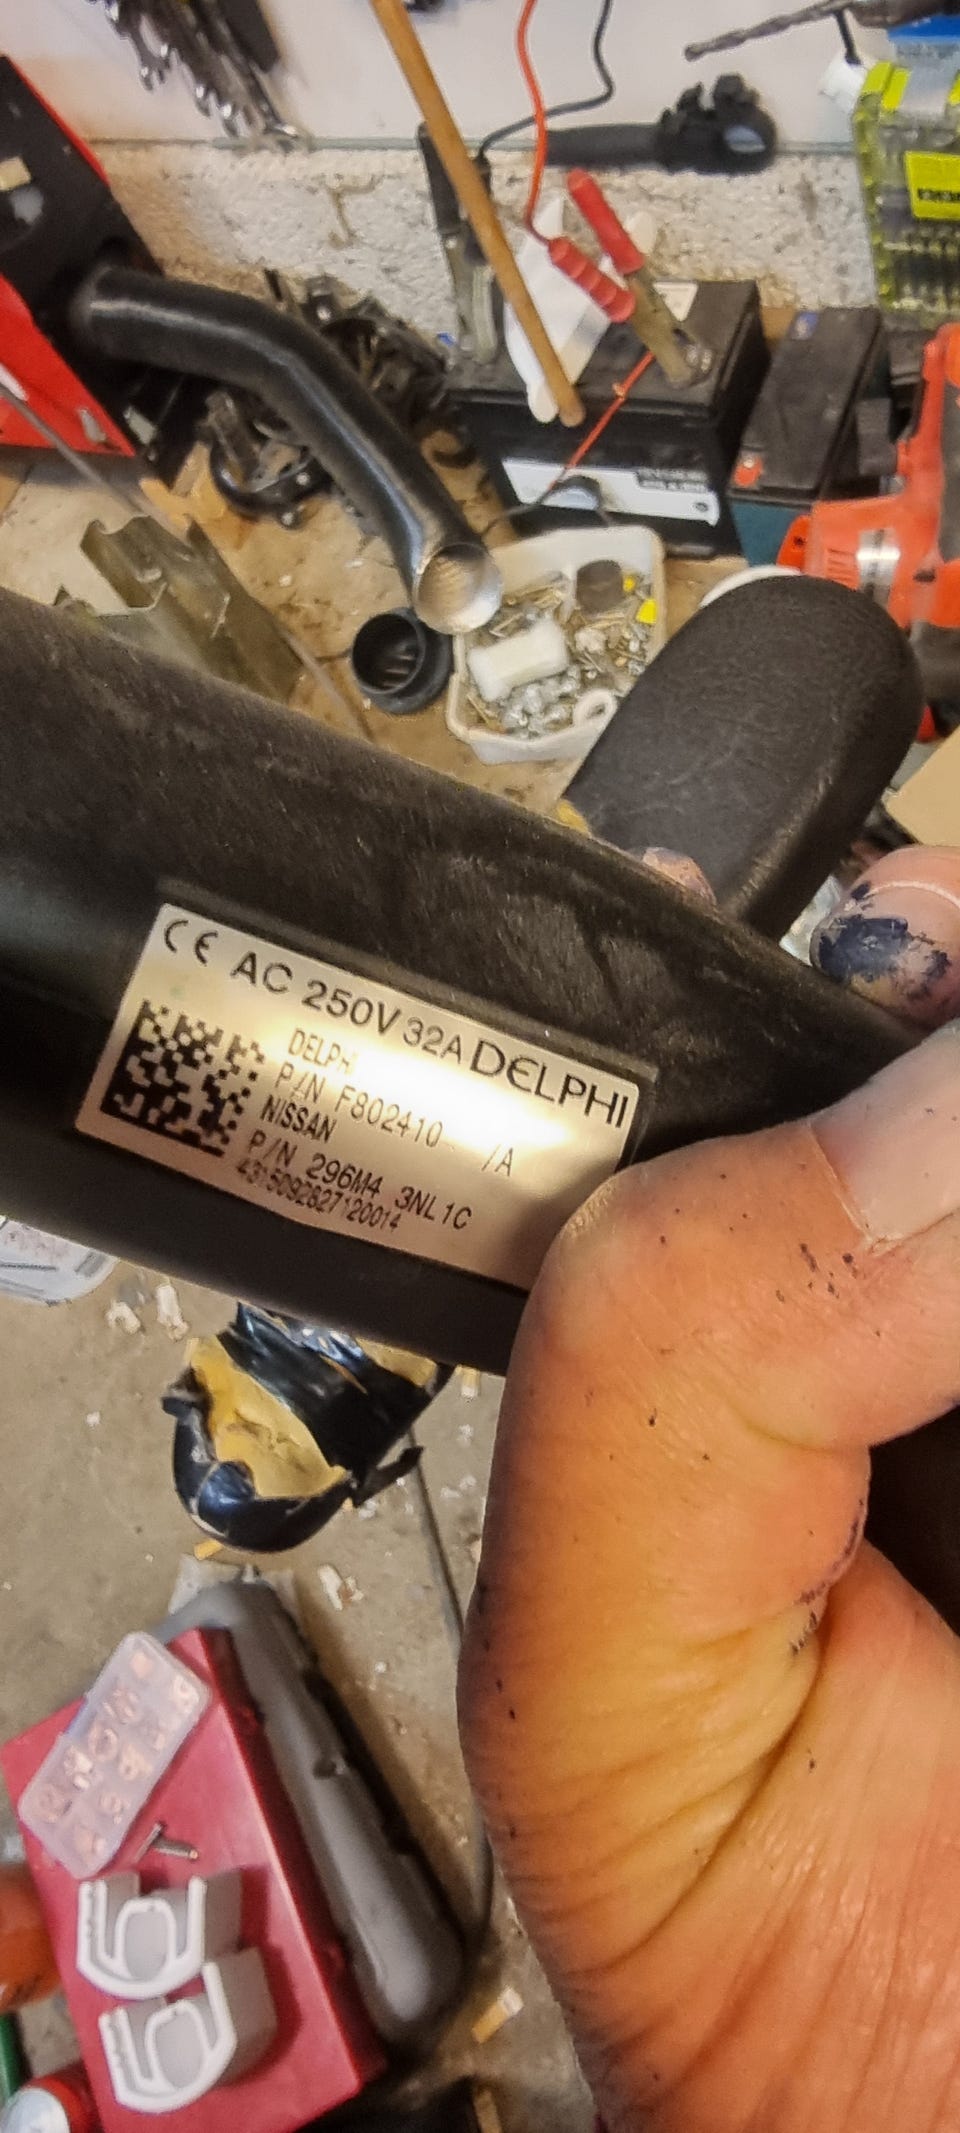 CE AC 250V 32A DELPHI
DELPHI
P/N F802410 /A
NISSAN
P/N 296M4 3NL1C
4315092827120014